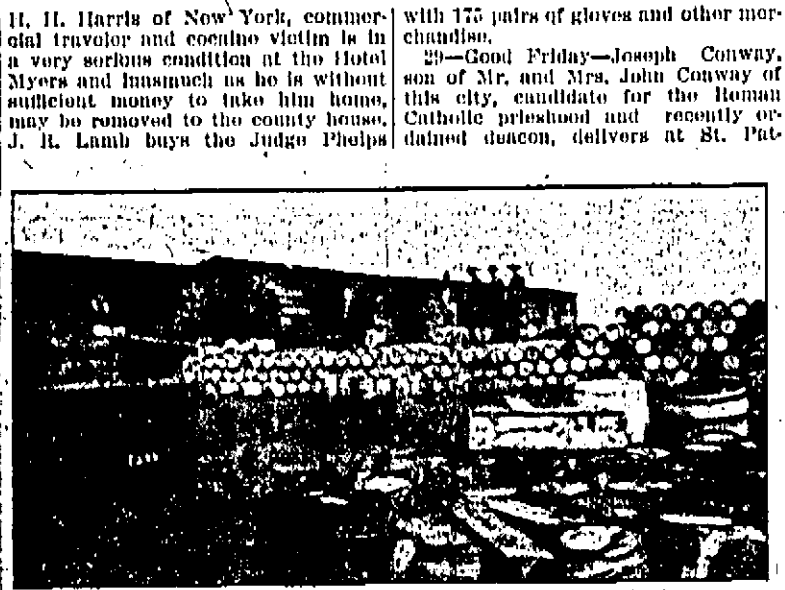 H. H. Harris of New York, commer-
cial traveler and cocaine victim is in
a very serious condition at the Hotel
Myers and inasmuch as he is without
sufficient money to take him home,
may be removed to the county house.
J. R. Lamb buys the Judge Phelps
with 175 pairs of gloves and other mer-
chandise.
29—Good Friday—Joseph Conway,
son of Mr. and Mrs. John Conway of
this city, candidate for the Roman
Catholic prieshood and recently or-
dained deacon, delivers at St. Pat-